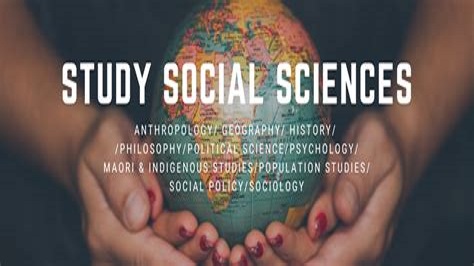 STUDY SOCIAL SCIENCES
ANTHROPOLOGY/ GEOGRAPHY/ HISTORY/
/PHILOSOPHY/POLITICAL SCIENCE/PSYCHOLOGY/
MAORI & INDIGENOUS STUDIES/POPULATION STUDIES/
SOCIAL POLICY/SOCIOLOGY